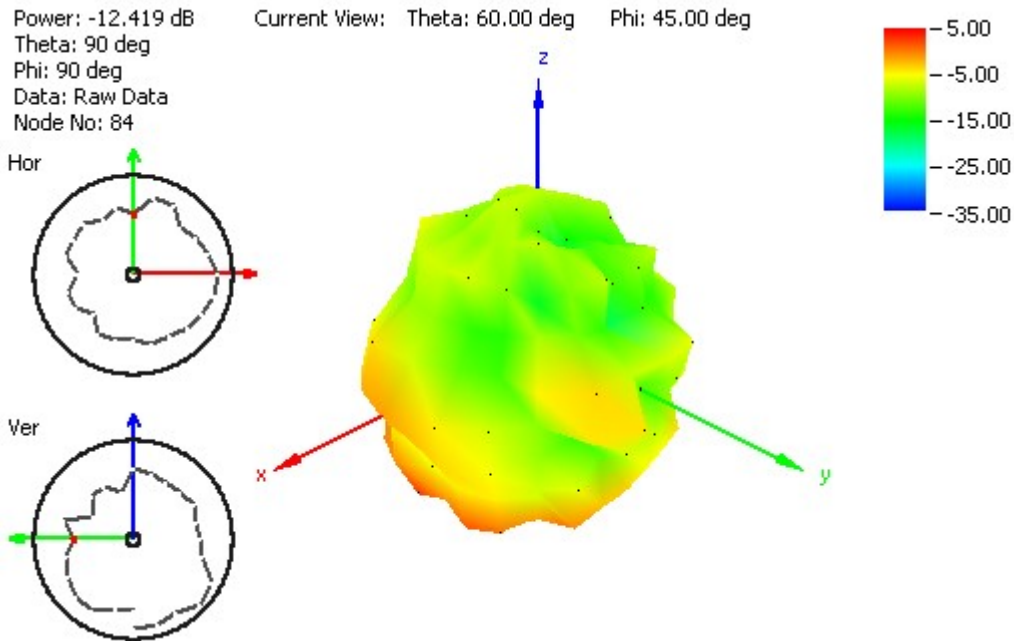 Power: -12.419 dB
Theta: 90 deg
Phi: 90 deg
Data: Raw Data
Node No: 84
Current View: Theta: 60.00 deg Phi: 45.00 deg
5.00
-5.00
-15.00
-25.00
-35.00
Hor
Ver
z
x
y